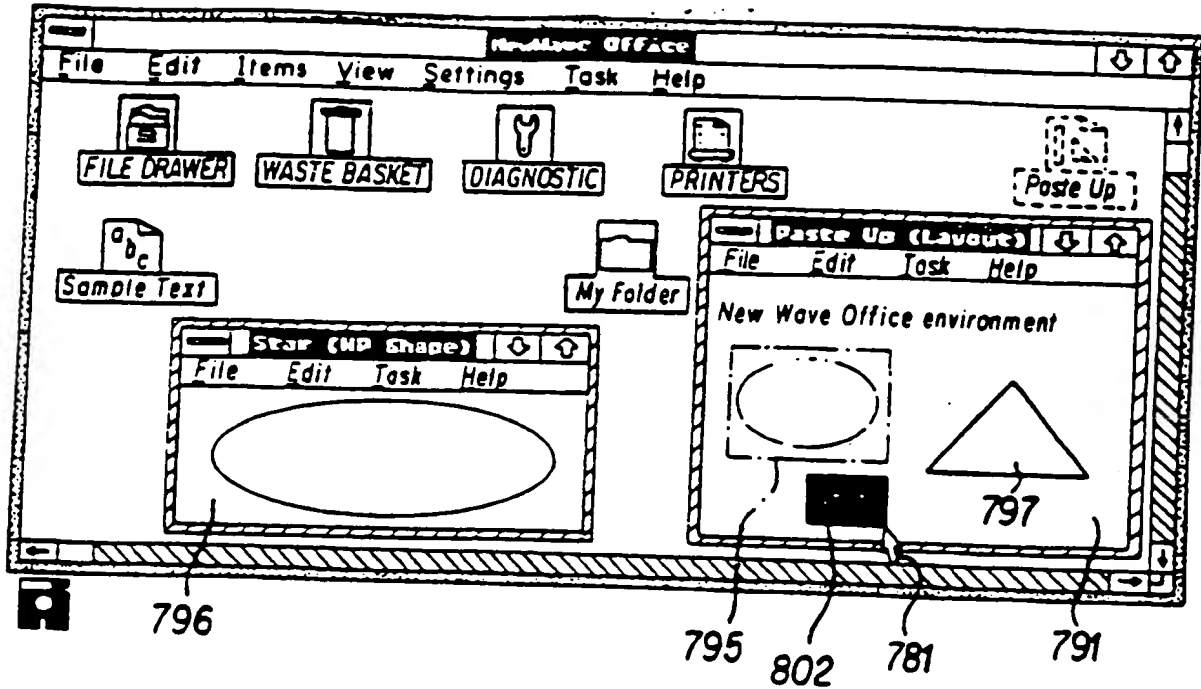 NewWave Office
File Edit Items View Settings Task Help
FILE DRAWER WASTE BASKET DIAGNOSTIC PRINTERS Paste Up
Sample Text My Folder
Paste Up (Layout)
File Edit Task Help
New Wave Office environment
Star (HP Shape)
File Edit Task Help
abc
797
796 795 802 781 791